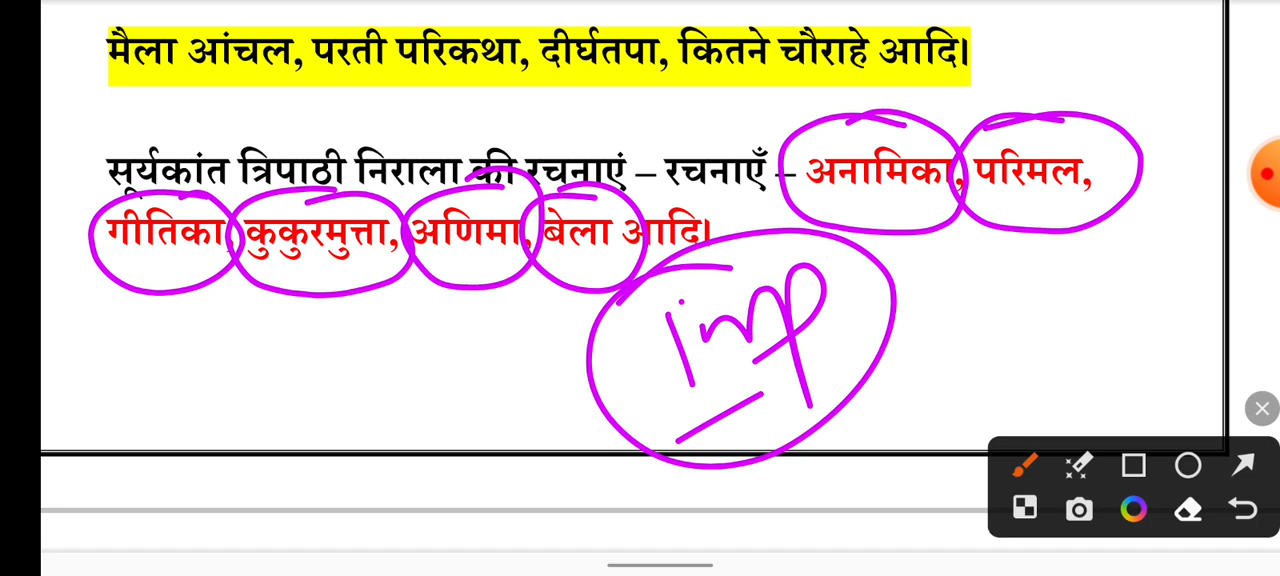 मैला आंचल, परती परिकथा, दीर्घतपा, कितने चौराहे आदि।
सूर्यकांत त्रिपाठी निराला की रचनाएं – रचनाएँ – अनामिका, परिमल,
गीतिका, कुकुरमुत्ता, अणिमा, बेला आदि।
imp